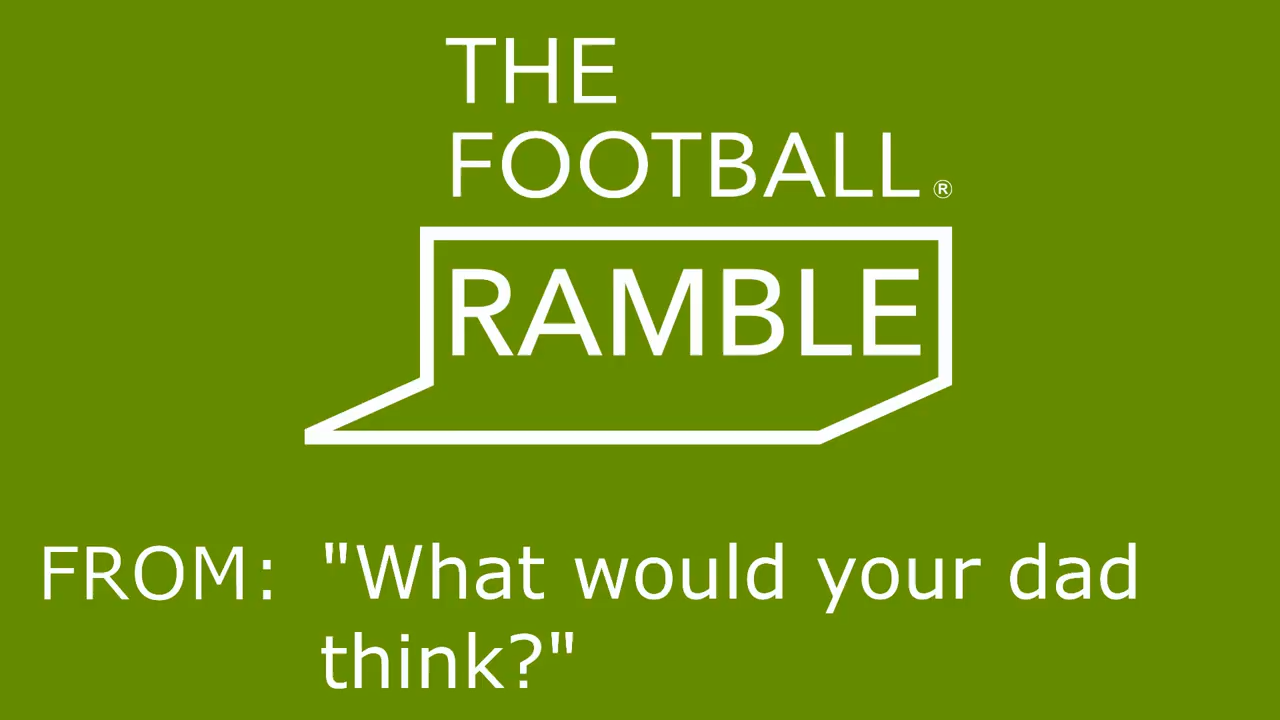 THE
FOOTBALL®
RAMBLE
FROM: "What would your dad
think?"